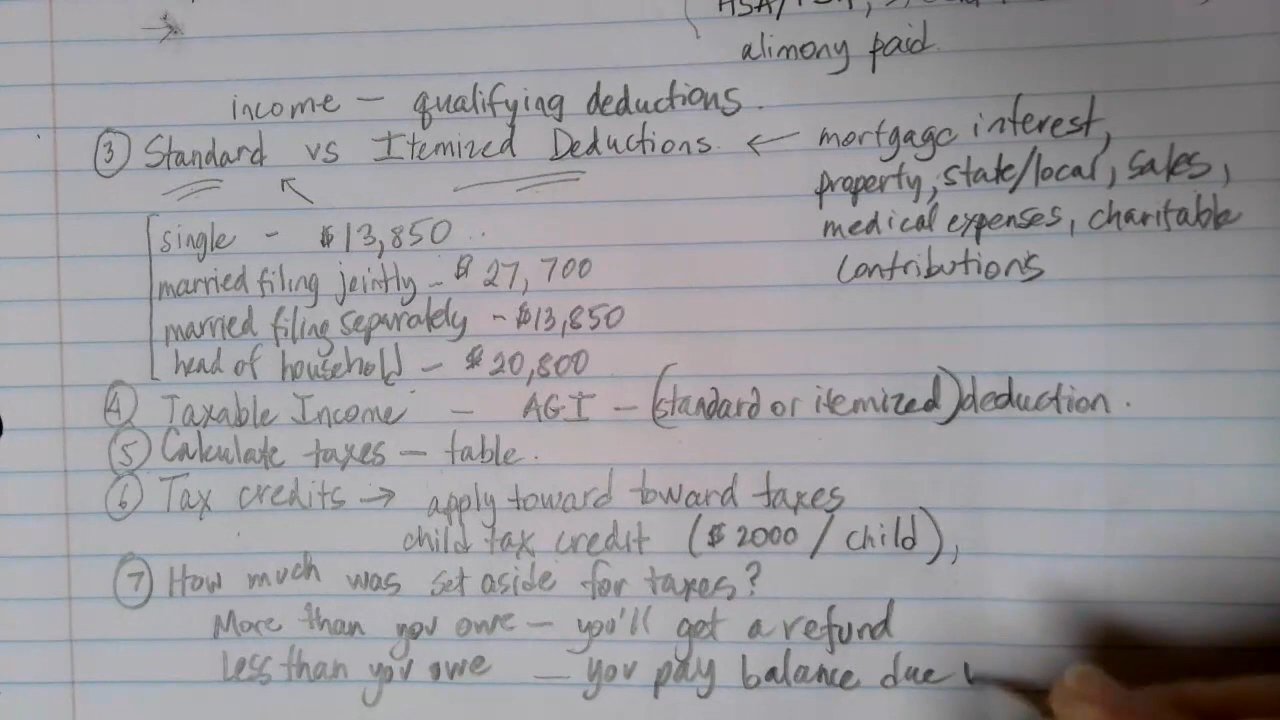 HSA/
alimony paid.
income – qualifying deductions.
③ Standard vs Itemized Deductions. ← mortgage interest,
property, state/local, sales,
medical expenses, charitable
contributions
single - $13,850
married filing jointly - $27,700
married filing separately - $13,850
head of household - $20,800
④ Taxable Income – AGI – (standard or itemized) deduction.
⑤ Calculate taxes – table.
⑥ Tax credits → apply toward toward taxes
child tax credit ($2000/child),
⑦ How much was set aside for taxes?
More than you owe – you'll get a refund
Less than you owe – you pay balance due